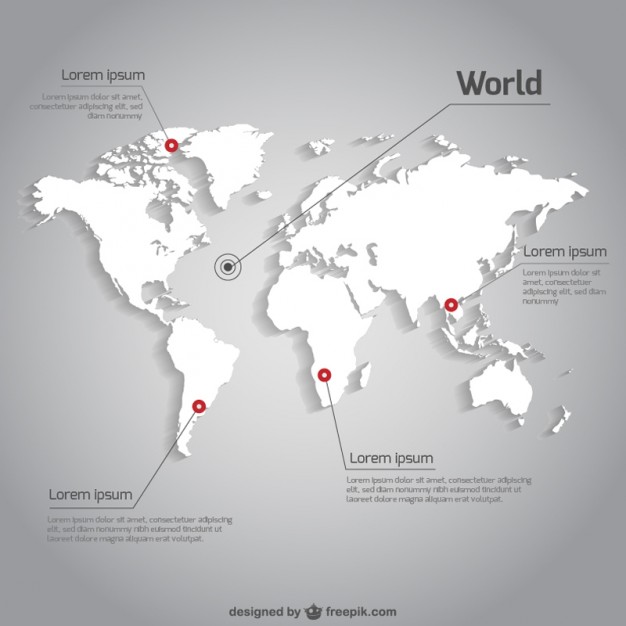 Lorem ipsum
Lorem ipsum dolor sit amet,
consectetuer adipiscing elit, sed
diam nonummy
World
Lorem ipsum
Lorem ipsum dolor sit amet,
consectetuer
adipiscing elit, sed diam
nonummy
Lorem ipsum
Lorem ipsum dolor sit amet, consectetuer adipiscing
elit, sed diam nonummy nibh euismod tincidunt ut
laoreet dolore magna aliquam erat volutpat.
Lorem ipsum
Lorem ipsum dolor sit amet, consectetuer adipiscing
elit, sed diam nonummy nibh euismod tincidunt ut
laoreet dolore magna aliquam erat volutpat.
designed by freepik.com